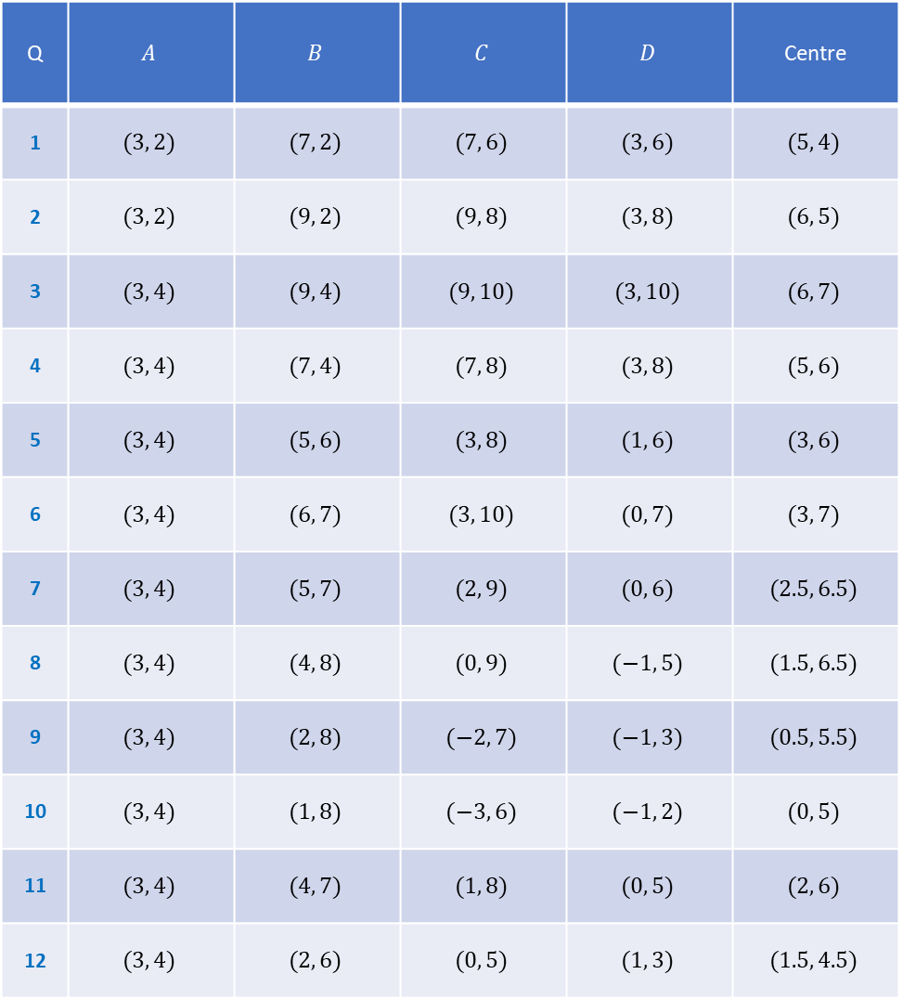 Q A B C D Centre
1 (3, 2) (7, 2) (7, 6) (3, 6) (5, 4)
2 (3, 2) (9, 2) (9, 8) (3, 8) (6, 5)
3 (3, 4) (9, 4) (9, 10) (3, 10) (6, 7)
4 (3, 4) (7, 4) (7, 8) (3, 8) (5, 6)
5 (3, 4) (5, 6) (3, 8) (1, 6) (3, 6)
6 (3, 4) (6, 7) (3, 10) (0, 7) (3, 7)
7 (3, 4) (5, 7) (2, 9) (0, 6) (2.5, 6.5)
8 (3, 4) (4, 8) (0, 9) (−1, 5) (1.5, 6.5)
9 (3, 4) (2, 8) (−2, 7) (−1, 3) (0.5, 5.5)
10 (3, 4) (1, 8) (−3, 6) (−1, 2) (0, 5)
11 (3, 4) (4, 7) (1, 8) (0, 5) (2, 6)
12 (3, 4) (2, 6) (0, 5) (1, 3) (1.5, 4.5)